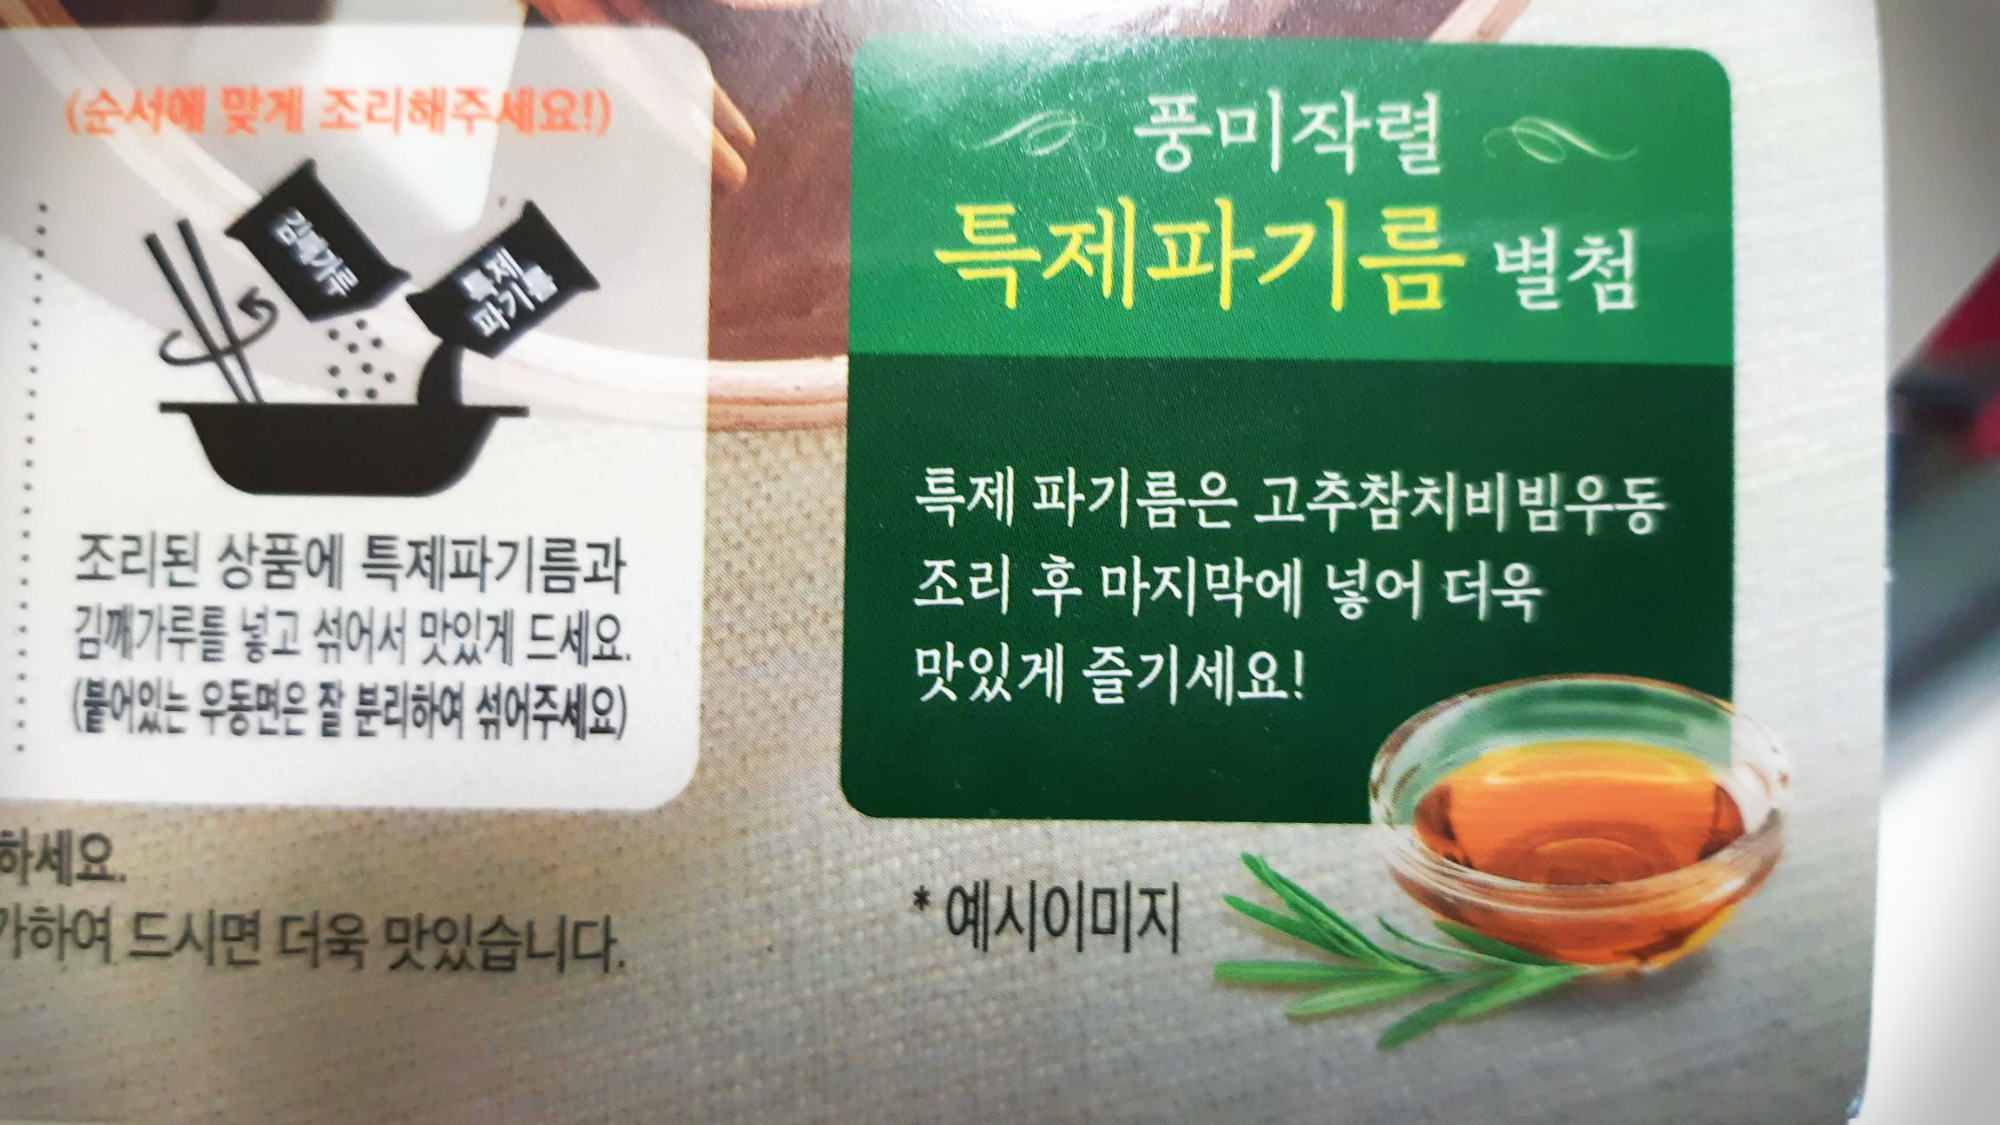 (순서에 맞게 조리해주세요!)
김깨가루
특제
파기름
조리된 상품에 특제파기름과
김깨가루를 넣고 섞어서 맛있게 드세요.
(붙어있는 우동면은 잘 분리하여 섞어주세요)
하세요.
가하여 드시면 더욱 맛있습니다.
풍미작렬
특제파기름 별첨
특제 파기름은 고추참치비빔우동
조리 후 마지막에 넣어 더욱
맛있게 즐기세요!
* 예시이미지